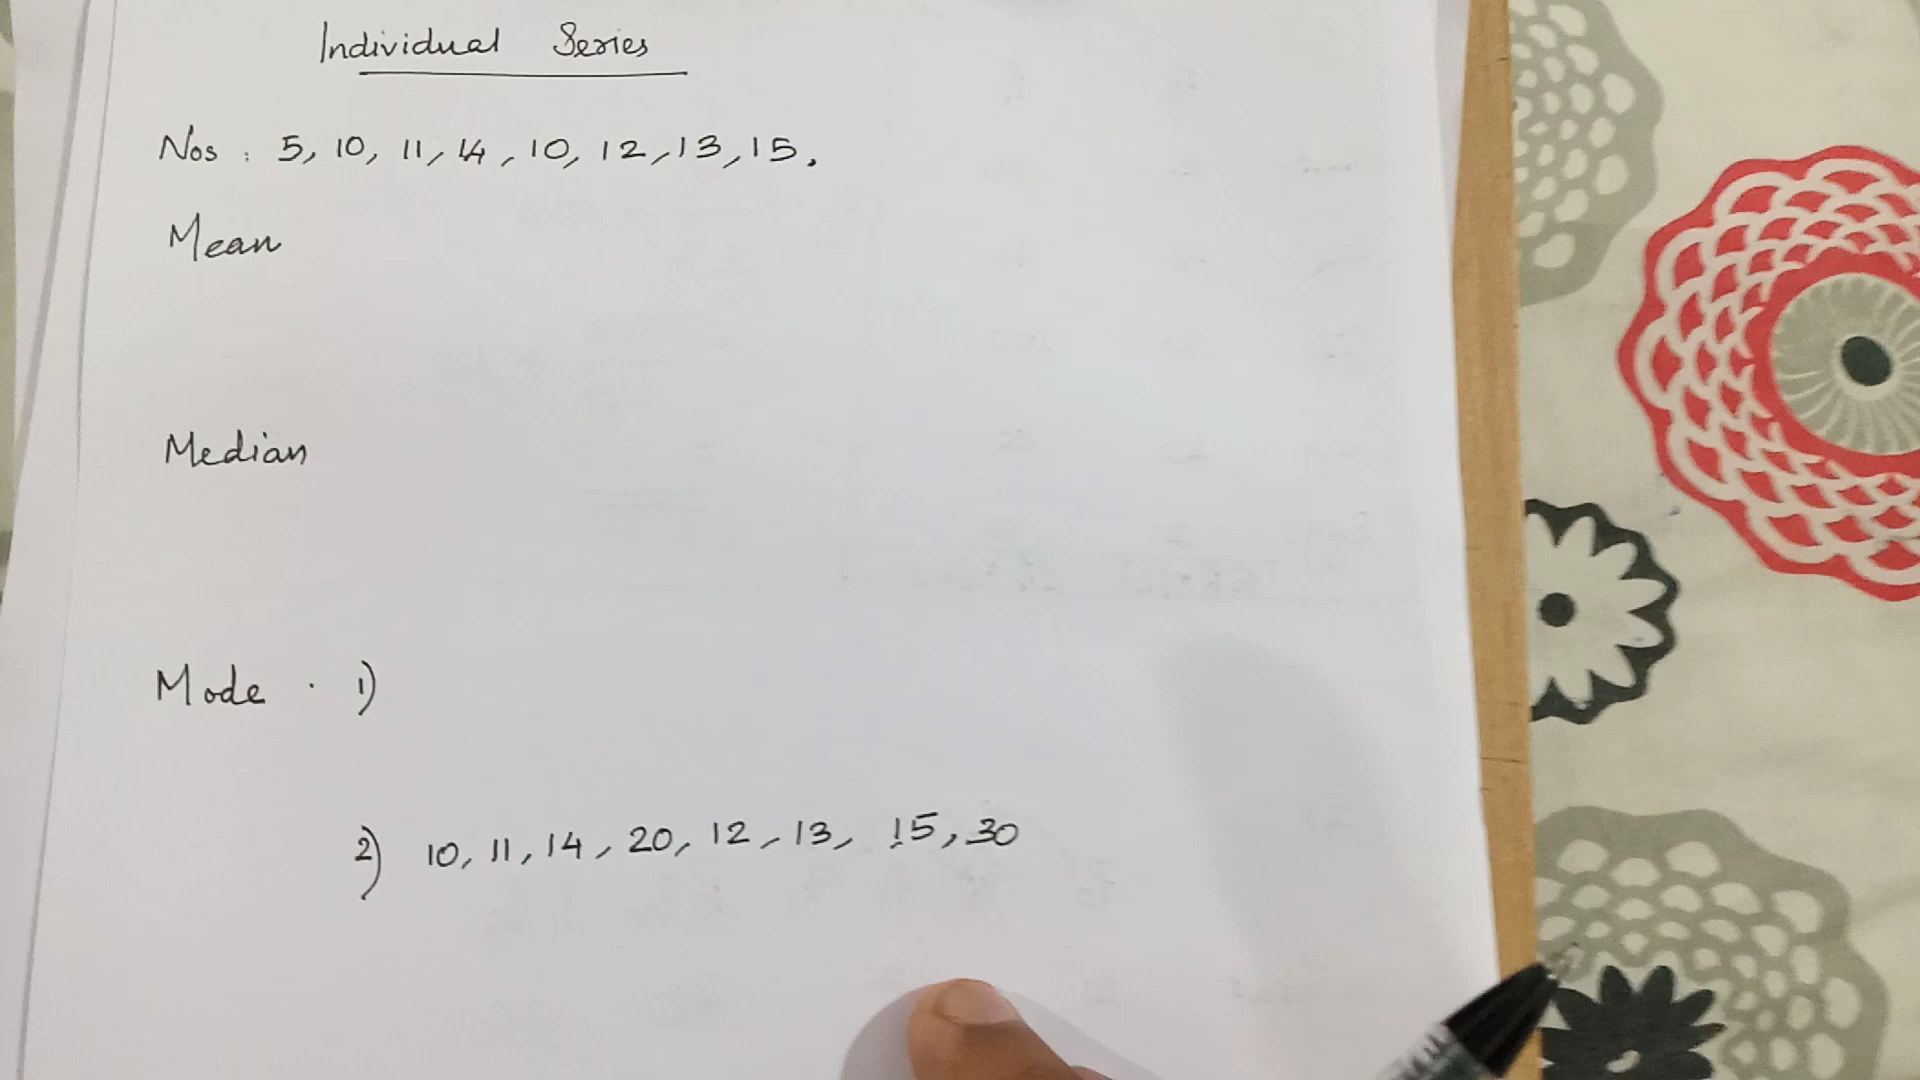 Individual Series
Nos : 5, 10, 11, 14, 10, 12, 13, 15.
Mean
Median
Mode . 1)
2) 10, 11, 14, 20, 12, 13, 15, 30